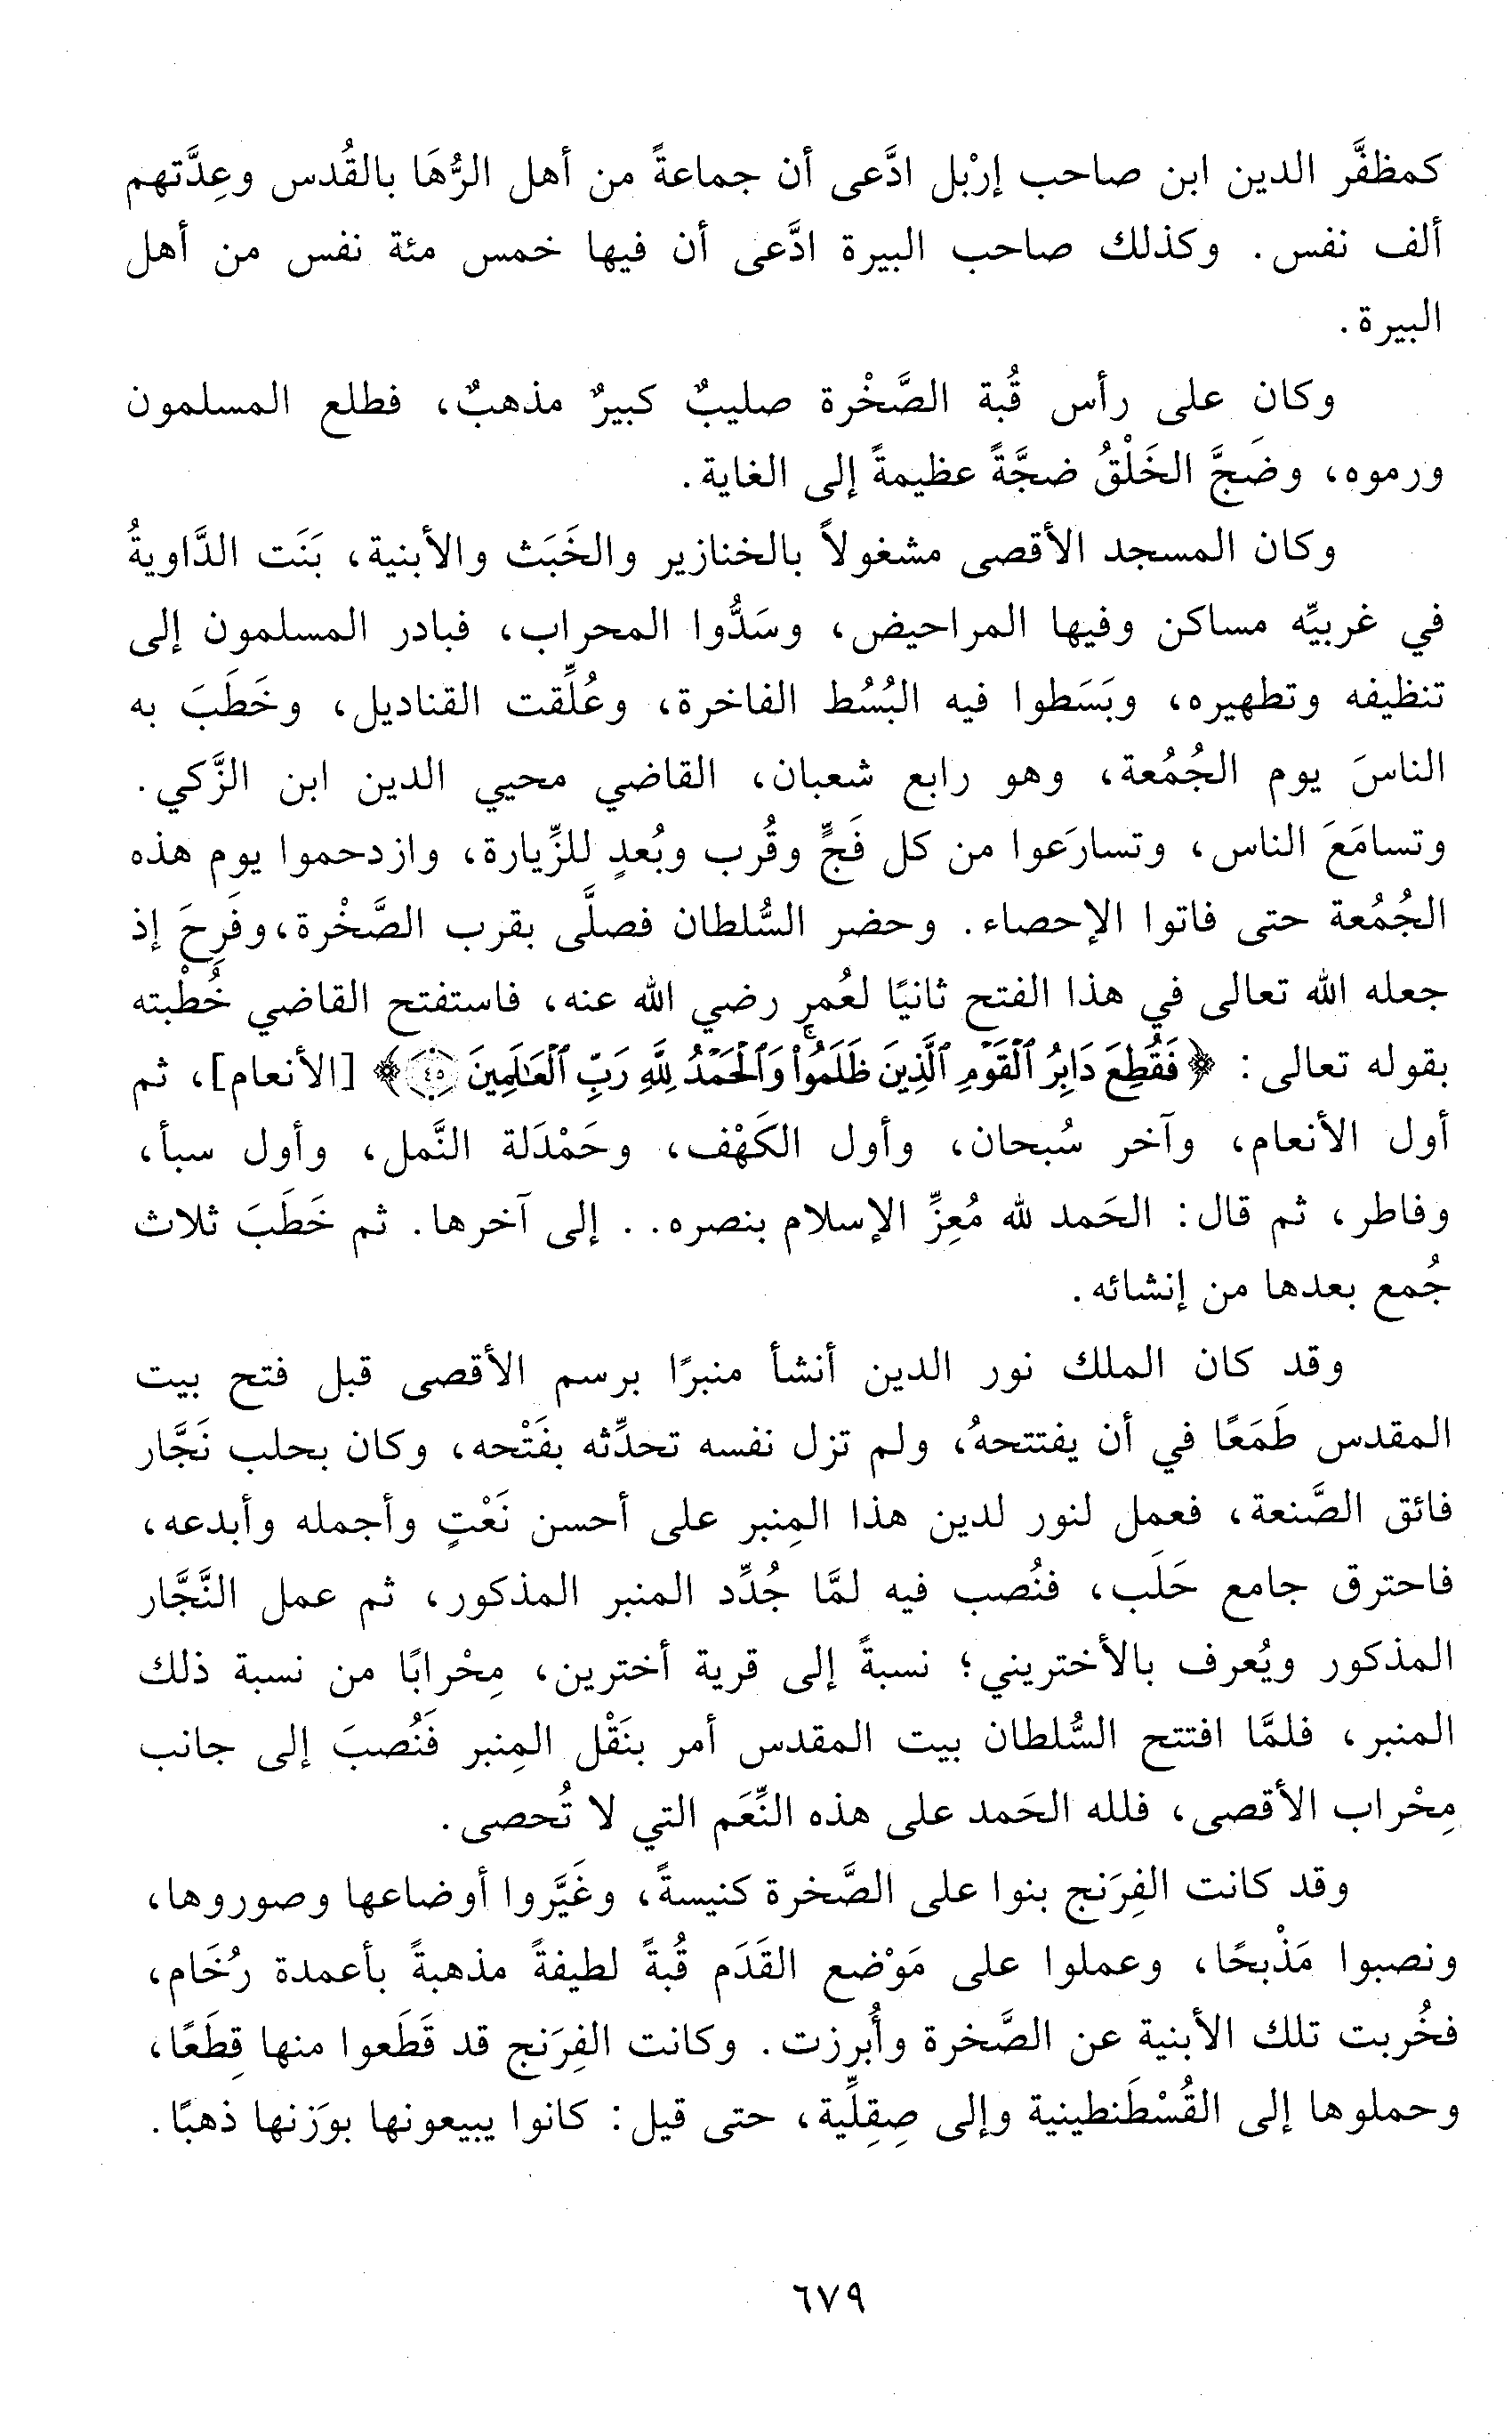 كمظفَّر الدين ابن صاحب إرْبل ادَّعى أن جماعةً من أهل الرُّهَا بالقُدس وعِدَّتهم
ألف نفس. وكذلك صاحب البيرة ادَّعى أن فيها خمس مئة نفس من أهل
البيرة.
وكان على رأس قُبة الصَّخْرة صليبٌ كبيرٌ مذهبٌ، فطلع المسلمون
ورموه، وضَجَّ الخَلْقُ ضجَّةً عظيمةً إلى الغاية.
وكان المسجد الأقصى مشغولاً بالخنازير والخَبَث والأبنية، بَنَت الدَّاويةُ
في غربيِّه مساكن وفيها المراحيض، وسَدُّوا المحراب، فبادر المسلمون إلى
تنظيفه وتطهيره، وبَسَطوا فيه البُسُط الفاخرة، وعُلِّقت القناديل، وخَطَبَ به
الناسَ يوم الجُمُعة، وهو رابع شعبان، القاضي محيي الدين ابن الزَّكي.
وتسامَعَ الناس، وتسارَعوا من كل فَجٍّ وقُرب وبُعدٍ للزِّيارة، وازدحموا يوم هذه
الجُمُعة حتى فاتوا الإحصاء. وحضر السُّلطان فصلَّى بقرب الصَّخْرة، وفَرِحَ إذ
جعله الله تعالى في هذا الفتح ثانيًا لعُمر رضي الله عنه، فاستفتح القاضي خُطْبته
بقوله تعالى: ﴿فَقُطِعَ دَابِرُ ٱلْقَوْمِ ٱلَّذِينَ ظَلَمُوا۟ ۚ وَٱلْحَمْدُ لِلَّهِ رَبِّ ٱلْعَـٰلَمِينَ ٤٥﴾ [الأنعام]، ثم
أول الأنعام، وآخر سُبحان، وأول الكَهْف، وحَمْدَلة النَّمل، وأول سبأ،
وفاطر، ثم قال: الحَمد لله مُعِزِّ الإسلام بنصره. . إلى آخرها. ثم خَطَبَ ثلاث
جُمع بعدها من إنشائه.
وقد كان الملك نور الدين أنشأ منبرًا برسم الأقصى قبل فتح بيت
المقدس طَمَعًا في أن يفتتحهُ، ولم تزل نفسه تحدِّثه بفَتْحه، وكان بحلب نَجَّار
فائق الصَّنعة، فعمل لنور لدين هذا المِنبر على أحسن نَعْتٍ وأجمله وأبدعه،
فاحترق جامع حَلَب، فنُصب فيه لمَّا جُدِّد المنبر المذكور، ثم عمل النَّجَّار
المذكور ويُعرف بالأختريني؛ نسبةً إلى قرية أخترين، مِحْرابًا من نسبة ذلك
المنبر، فلمَّا افتتح السُّلطان بيت المقدس أمر بنَقْل المِنبر فَنُصبَ إلى جانب
مِحْراب الأقصى، فلله الحَمد على هذه النِّعَم التي لا تُحصى.
وقد كانت الفِرَنج بنوا على الصَّخرة كنيسةً، وغَيَّروا أوضاعها وصوروها،
ونصبوا مَذْبحًا، وعملوا على مَوْضع القَدَم قُبةً لطيفةً مذهبةً بأعمدة رُخَام،
فخُربت تلك الأبنية عن الصَّخرة وأُبرزت. وكانت الفِرَنج قد قَطَعوا منها قِطَعًا،
وحملوها إلى القُسْطَنطينية وإلى صِقِلِّية، حتى قيل: كانوا يبيعونها بوَزنها ذهبًا.
٦٧٩